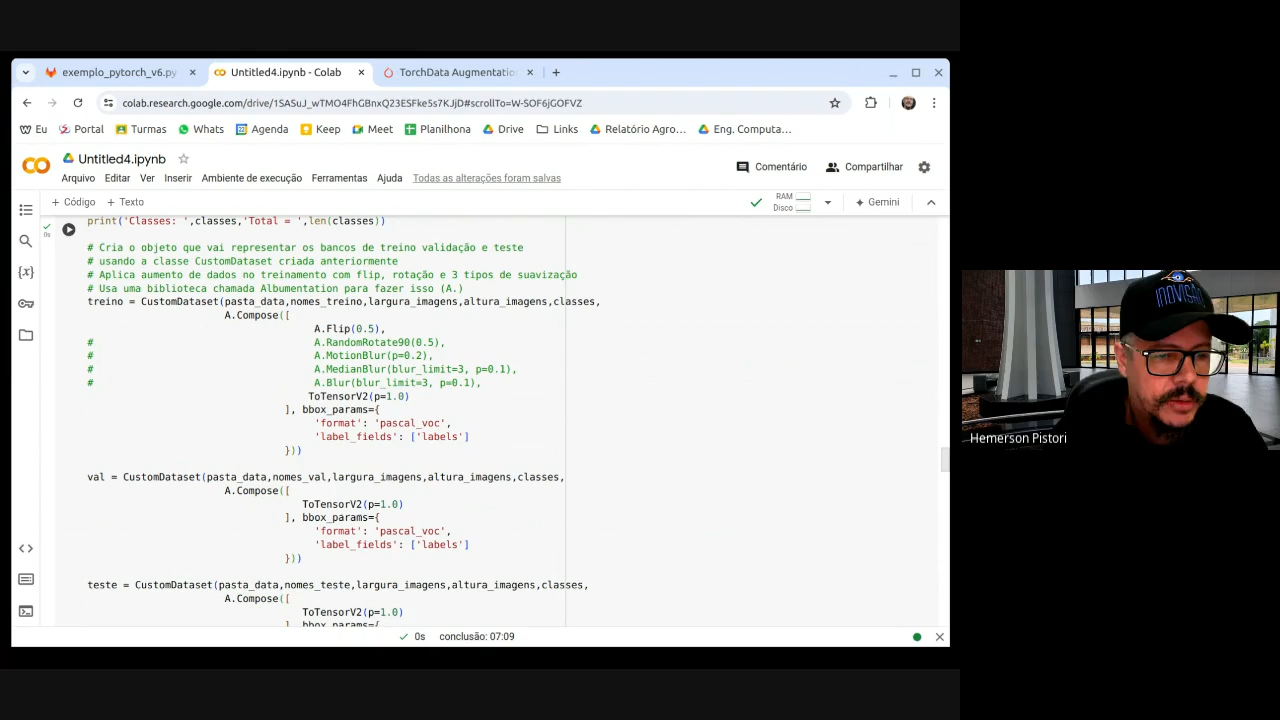 exemplo_pytorch_v6.py
Untitled4.ipynb - Colab
TorchData Augmentatio
colab.research.google.com/drive/1SASuJ_wTMO4FhGBnxQ23ESFke5s7KJjD#scrollTo=W-SOF6jGOFVZ
Eu Portal Turmas Whats Agenda Keep Meet Planilhona Drive Links Relatório Agro... Eng. Computa...
Untitled4.ipynb
Comentário Compartilhar
Arquivo Editar Ver Inserir Ambiente de execução Ferramentas Ajuda Todas as alterações foram salvas
+ Código + Texto
RAM
Disco
Gemini
0s
print('Classes: ',classes,'Total = ',len(classes))
# Cria o objeto que vai representar os bancos de treino validação e teste
# usando a classe CustomDataset criada anteriormente
# Aplica aumento de dados no treinamento com flip, rotação e 3 tipos de suavização
# Usa uma biblioteca chamada Albumentation para fazer isso (A.)
treino = CustomDataset(pasta_data,nomes_treino,largura_imagens,altura_imagens,classes,
A.Compose([
A.Flip(0.5),
# A.RandomRotate90(0.5),
# A.MotionBlur(p=0.2),
# A.MedianBlur(blur_limit=3, p=0.1),
# A.Blur(blur_limit=3, p=0.1),
ToTensorV2(p=1.0)
], bbox_params={
'format': 'pascal_voc',
'label_fields': ['labels']
}))
val = CustomDataset(pasta_data,nomes_val,largura_imagens,altura_imagens,classes,
A.Compose([
ToTensorV2(p=1.0)
], bbox_params={
'format': 'pascal_voc',
'label_fields': ['labels']
}))
teste = CustomDataset(pasta_data,nomes_teste,largura_imagens,altura_imagens,classes,
A.Compose([
ToTensorV2(p=1.0)
], bbox_params={
0s conclusão: 07:09
INOVISÃO
Hemerson Pistori